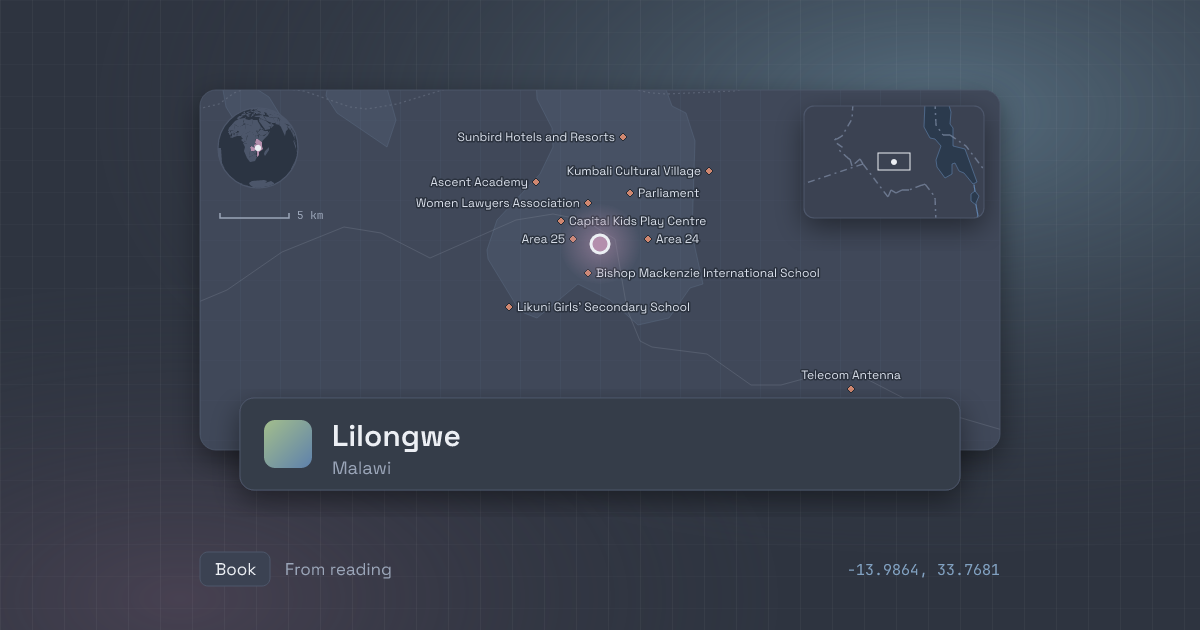 Sunbird Hotels and Resorts
Kumbali Cultural Village
Ascent Academy
Parliament
Women Lawyers Association
5 km
Capital Kids Play Centre
Area 25
Area 24
Bishop Mackenzie International School
Likuni Girls' Secondary School
Telecom Antenna
Lilongwe
Malawi
Book
From reading
-13.9864, 33.7681